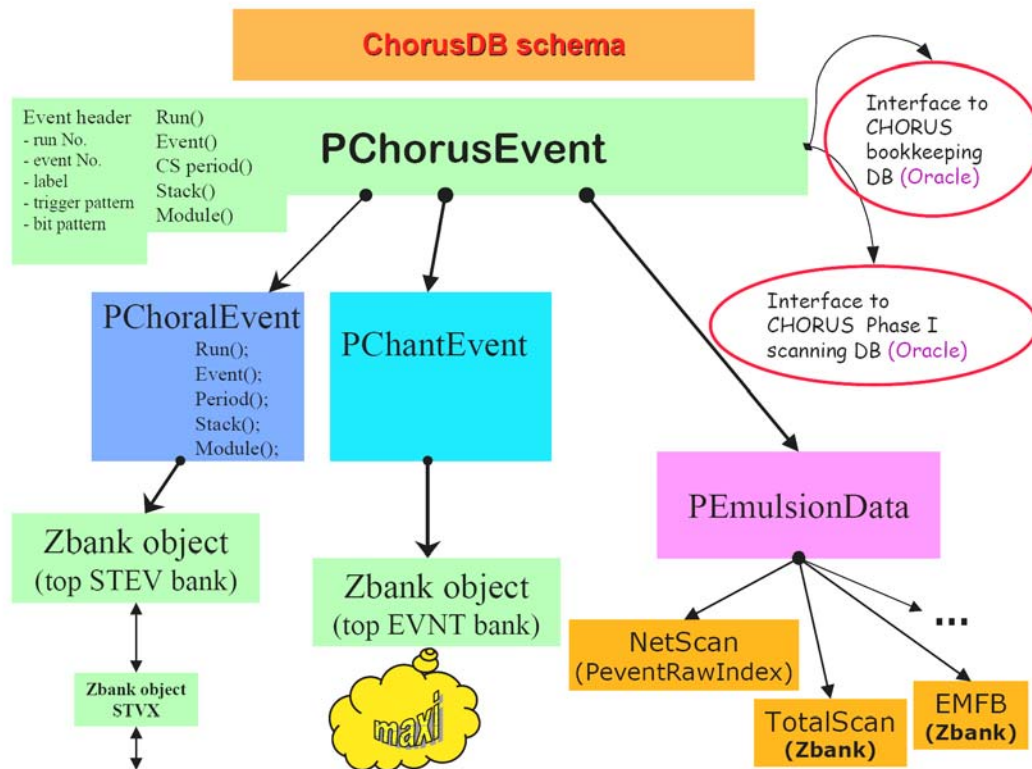 ChorusDB schema
Event header
- run No.
- event No.
- label
- trigger pattern
- bit pattern
Run()
Event()
CS period()
Stack()
Module()
PChorusEvent
Interface to
CHORUS
bookkeeping
DB (Oracle)
Interface to
CHORUS Phase I
scanning DB (Oracle)
PChoralEvent
Run();
Event();
Period();
Stack();
Module();
PChantEvent
PEmulsionData
Zbank object
(top STEV bank)
Zbank object
(top EVNT bank)
Zbank object
STVX
maxi
NetScan
(PeventRawIndex)
TotalScan
(Zbank)
EMFB
(Zbank)
...